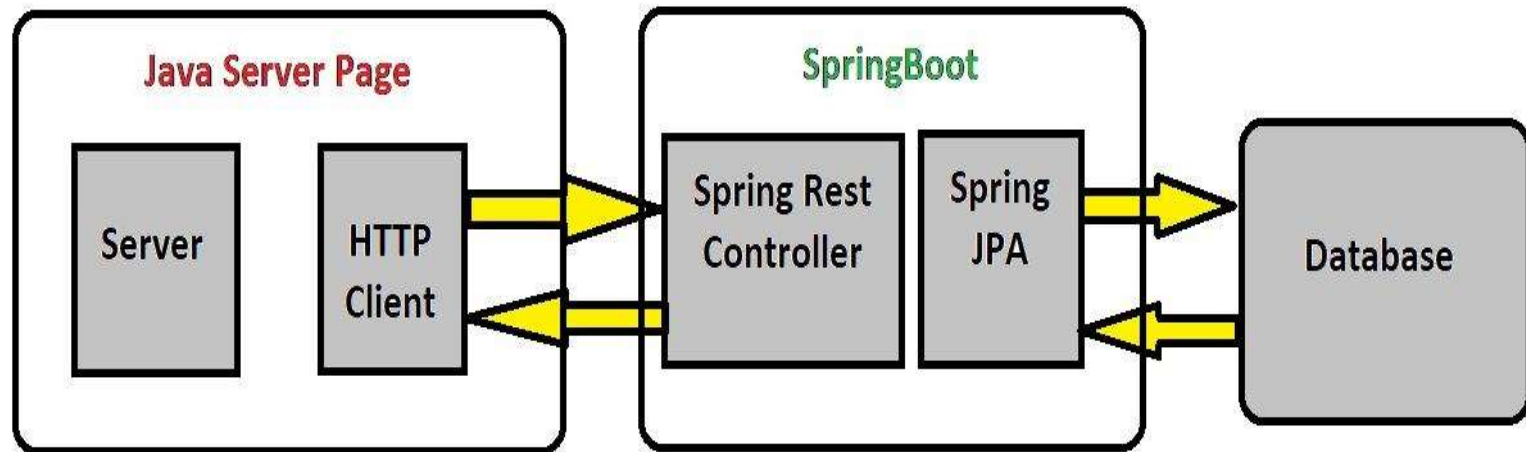 Java Server Page
SpringBoot
Server
HTTP
Client
Spring Rest
Controller
Spring
JPA
Database